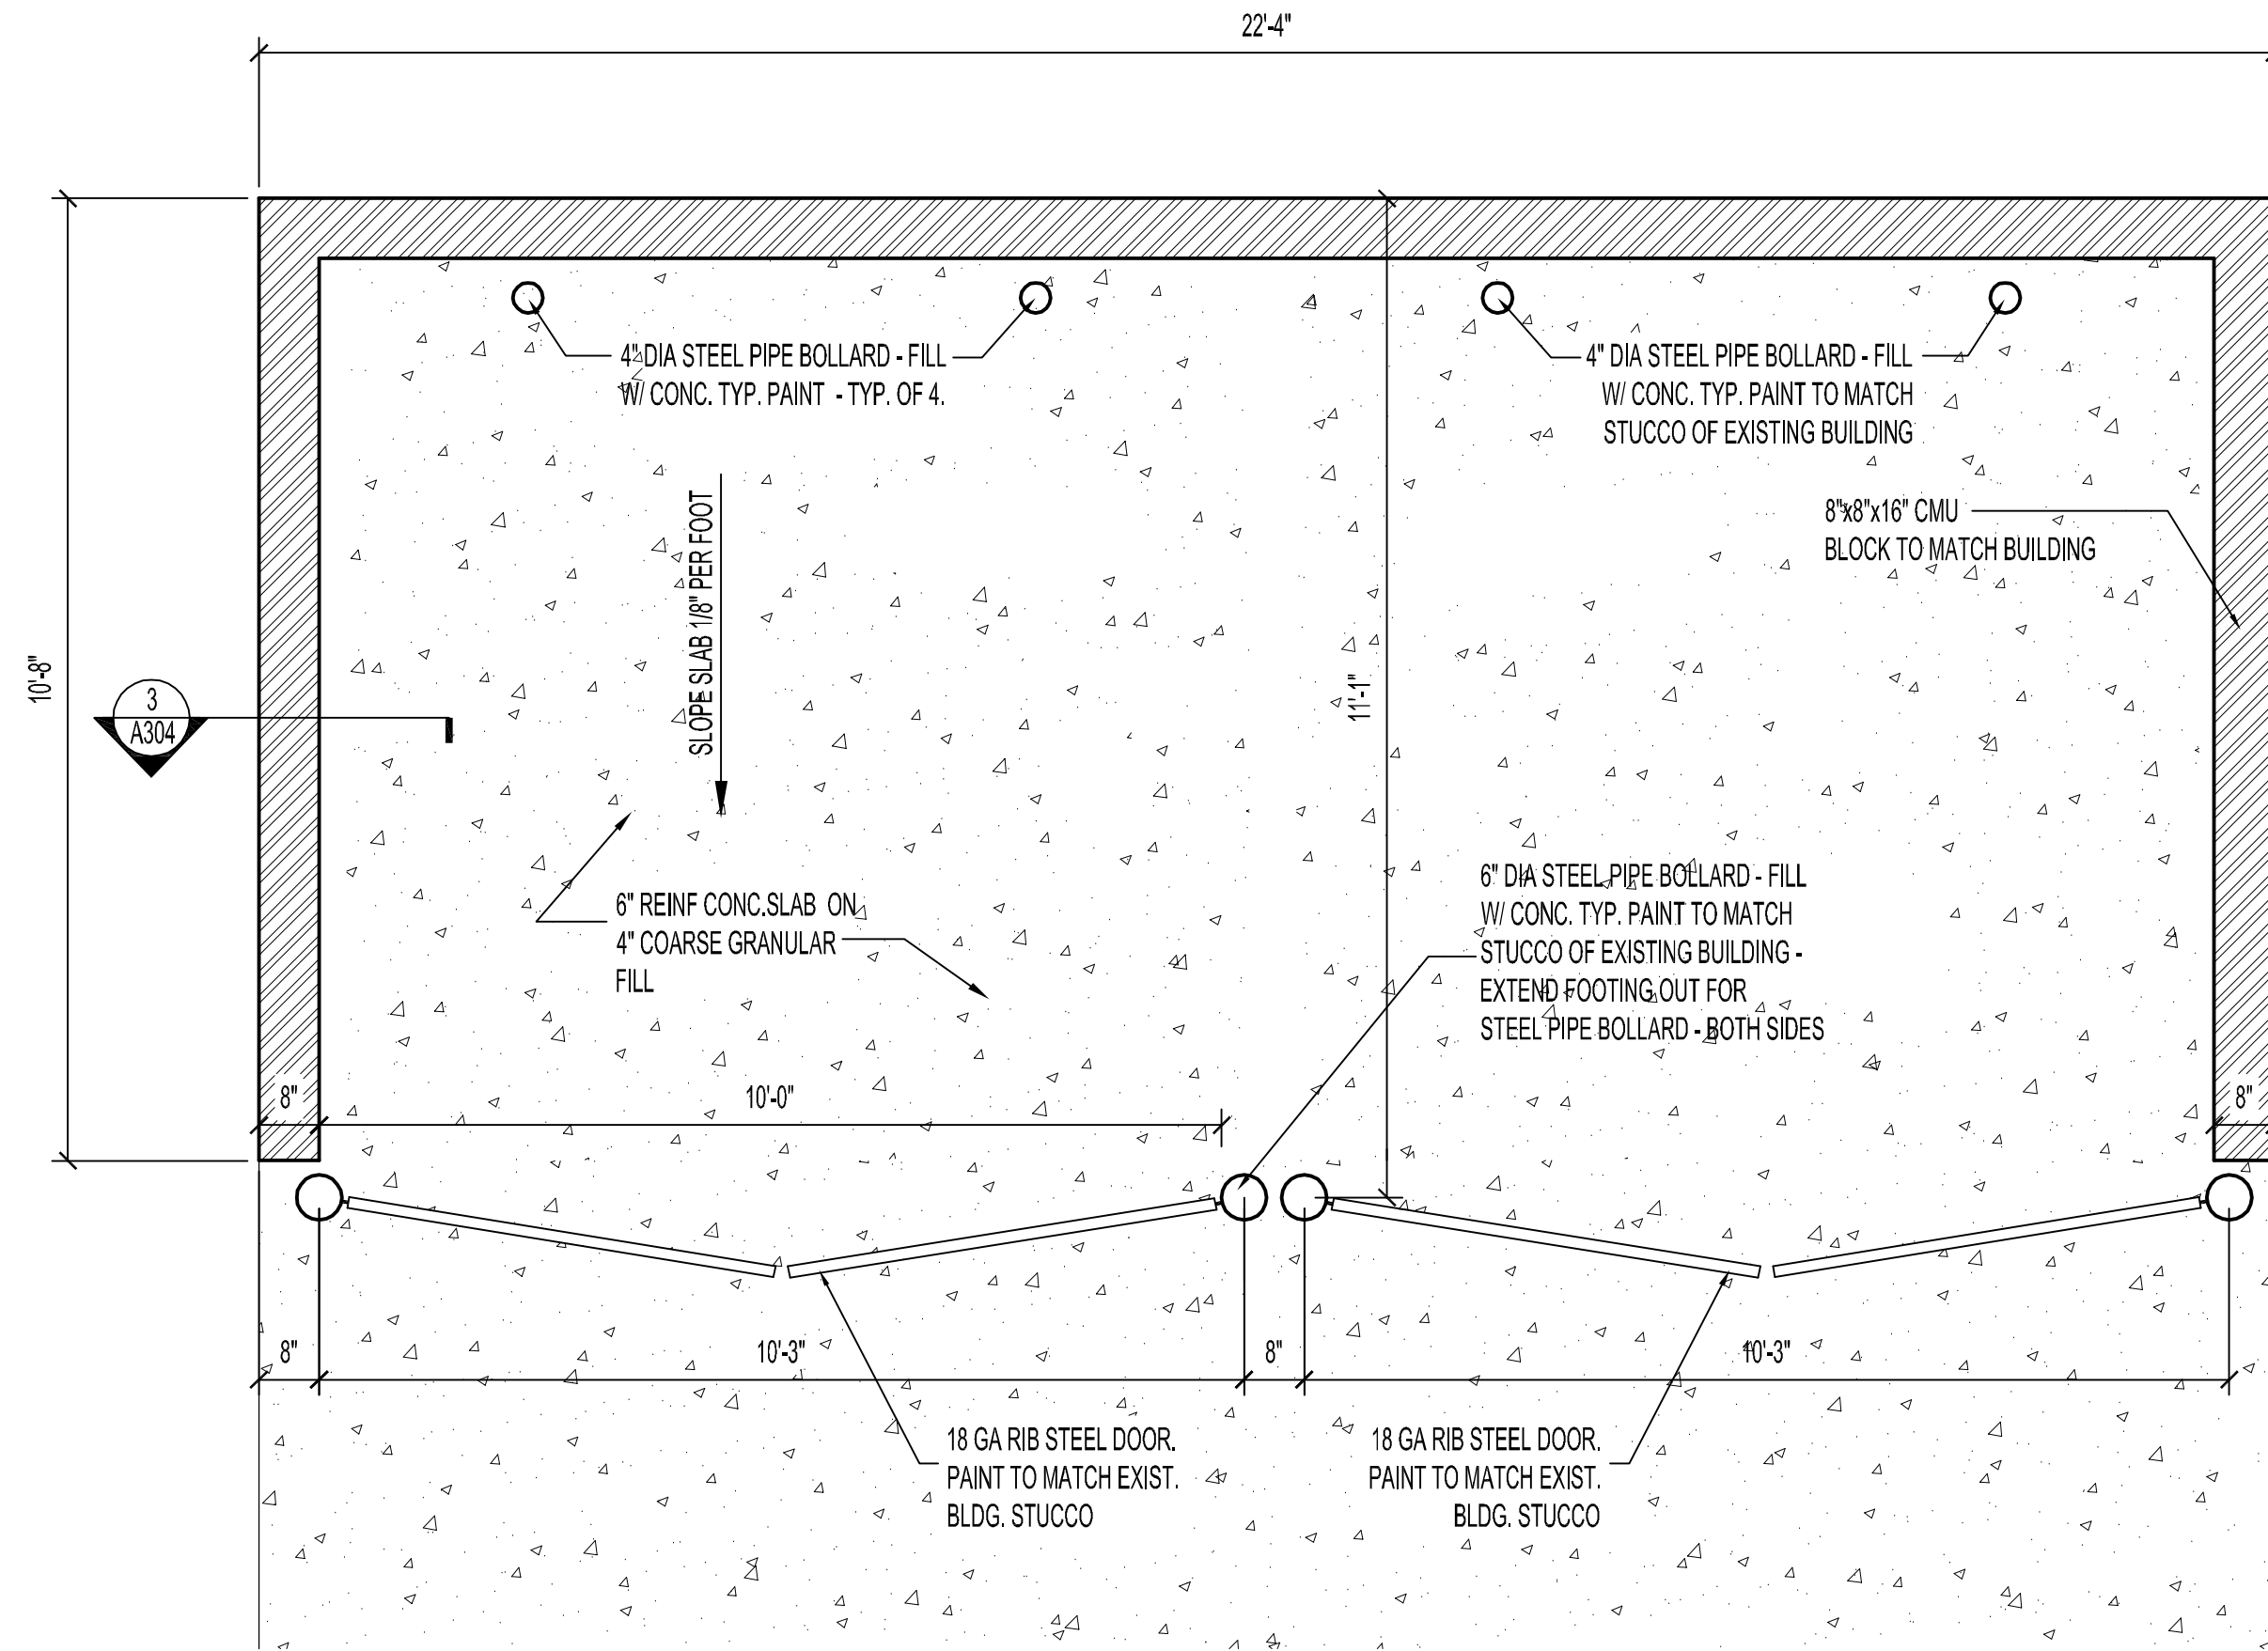 22'-4"
4" DIA STEEL PIPE BOLLARD - FILL
W/ CONC. TYP. PAINT - TYP. OF 4.
4" DIA STEEL PIPE BOLLARD - FILL
W/ CONC. TYP. PAINT TO MATCH
STUCCO OF EXISTING BUILDING
8"x8"x16" CMU
BLOCK TO MATCH BUILDING
SLOPE SLAB 1/8" PER FOOT
10'-8"
3
A304
11'-1"
6" REINF CONC.SLAB ON
4" COARSE GRANULAR
FILL
6" DIA STEEL PIPE BOLLARD - FILL
W/ CONC. TYP. PAINT TO MATCH
STUCCO OF EXISTING BUILDING -
EXTEND FOOTING OUT FOR
STEEL PIPE BOLLARD - BOTH SIDES
8"
10'-0"
8"
8"
10'-3"
8"
10'-3"
18 GA RIB STEEL DOOR.
PAINT TO MATCH EXIST.
BLDG. STUCCO
18 GA RIB STEEL DOOR.
PAINT TO MATCH EXIST.
BLDG. STUCCO